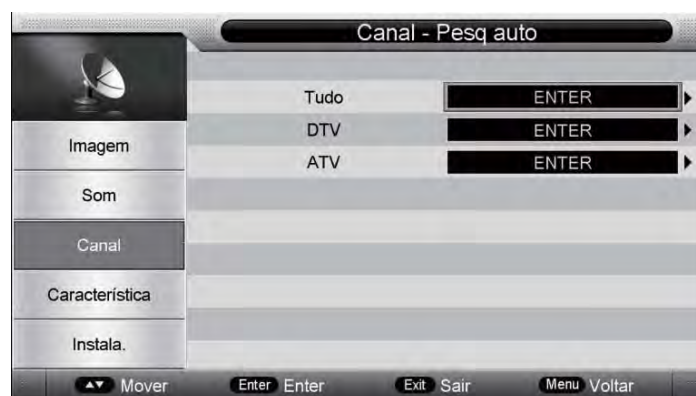 Canal - Pesq auto
Tudo ENTER
DTV ENTER
ATV ENTER
Imagem
Som
Canal
Característica
Instala.
Mover Enter Enter Exit Sair Menu Voltar